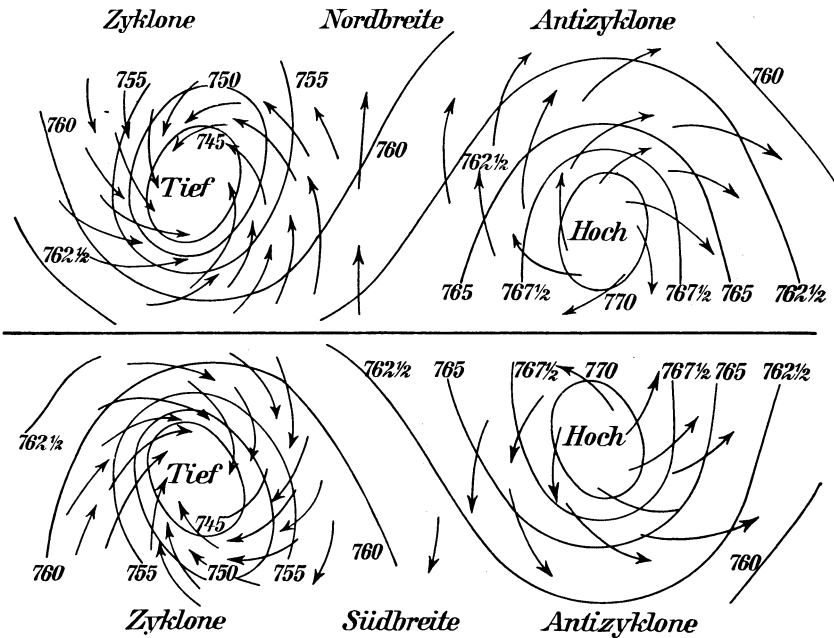 Zyklone Nordbreite Antizyklone
755 750 755 760
760 745 760 762½
Tief Hoch
762½ 765 767½ 770 767½ 765 762½
762½ 765 767½ 770 767½ 765 762½
762½ Tief Hoch
745
760 755 750 755 760 760
Zyklone Südbreite Antizyklone